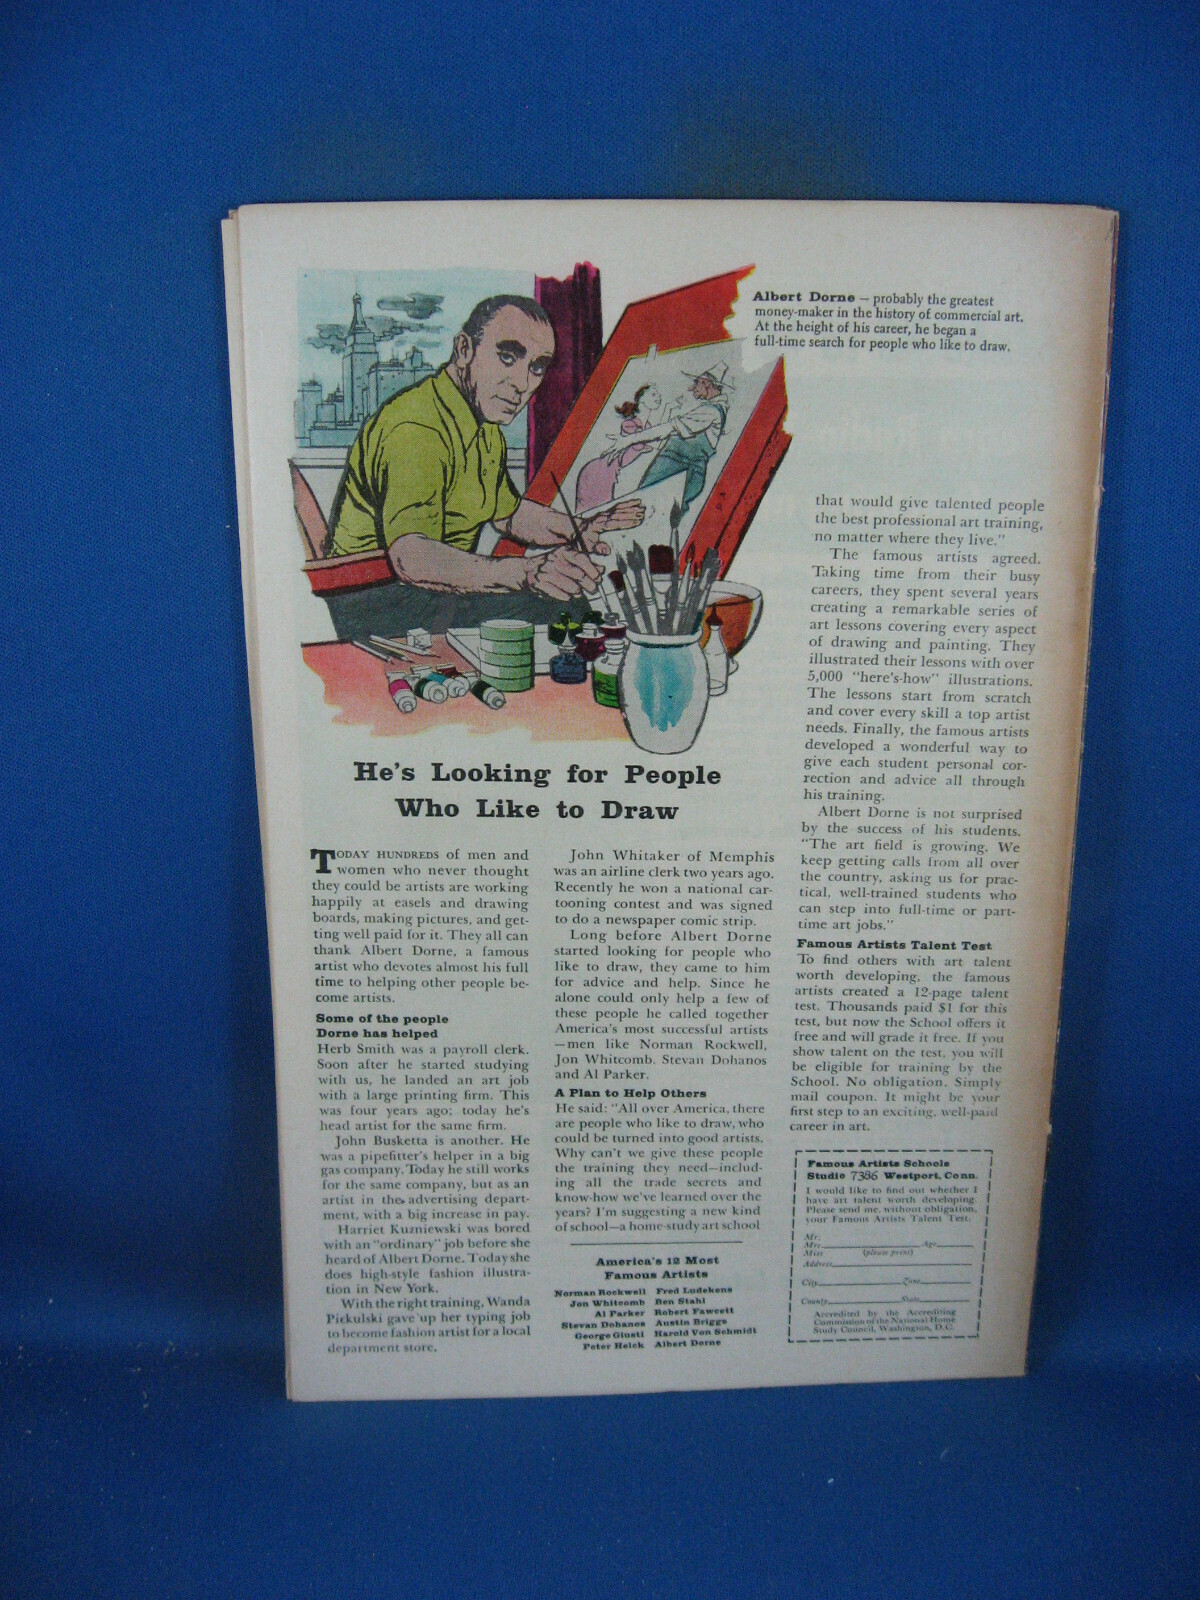 Albert Dorne – probably the greatest
money-maker in the history of commercial art.
At the height of his career, he began a
full-time search for people who like to draw.
He's Looking for People
Who Like to Draw
TODAY HUNDREDS of men and
women who never thought
they could be artists are working
happily at easels and drawing
boards, making pictures, and get-
ting well paid for it. They all can
thank Albert Dorne, a famous
artist who devotes almost his full
time to helping other people be-
come artists.
Some of the people
Dorne has helped
Herb Smith was a payroll clerk.
Soon after he started studying
with us, he landed an art job
with a large printing firm. This
was four years ago; today he's
head artist for the same firm.
John Busketta is another. He
was a pipefitter's helper in a big
gas company. Today he still works
for the same company, but as an
artist in the advertising depart-
ment, with a big increase in pay.
Harriet Kuzniewski was bored
with an "ordinary" job before she
heard of Albert Dorne. Today she
does high-style fashion illustra-
tion in New York.
With the right training, Wanda
Pickulski gave up her typing job
to become fashion artist for a local
department store.
John Whitaker of Memphis
was an airline clerk two years ago.
Recently he won a national car-
tooning contest and was signed
to do a newspaper comic strip.
Long before Albert Dorne
started looking for people who
like to draw, they came to him
for advice and help. Since he
alone could only help a few of
these people he called together
America's most successful artists
—men like Norman Rockwell,
Jon Whitcomb, Stevan Dohanos
and Al Parker.
A Plan to Help Others
He said: "All over America, there
are people who like to draw, who
could be turned into good artists.
Why can't we give these people
the training they need—includ-
ing all the trade secrets and
know-how we've learned over the
years? I'm suggesting a new kind
of school—a home-study art school
America's 12 Most
Famous Artists
Norman Rockwell Fred Ludekens
Jon Whitcomb Ben Stahl
Al Parker Robert Fawcett
Stevan Dohanos Austin Briggs
George Giusti Harold Von Schmidt
Peter Helck Albert Dorne
that would give talented people
the best professional art training,
no matter where they live."
The famous artists agreed.
Taking time from their busy
careers, they spent several years
creating a remarkable series of
art lessons covering every aspect
of drawing and painting. They
illustrated their lessons with over
5,000 "here's-how" illustrations.
The lessons start from scratch
and cover every skill a top artist
needs. Finally, the famous artists
developed a wonderful way to
give each student personal cor-
rection and advice all through
his training.
Albert Dorne is not surprised
by the success of his students.
"The art field is growing. We
keep getting calls from all over
the country, asking us for prac-
tical, well-trained students who
can step into full-time or part-
time art jobs."
Famous Artists Talent Test
To find others with art talent
worth developing, the famous
artists created a 12-page talent
test. Thousands paid $1 for this
test, but now the School offers it
free and will grade it free. If you
show talent on the test, you will
be eligible for training by the
School. No obligation. Simply
mail coupon. It might be your
first step to an exciting, well-paid
career in art.
Famous Artists Schools
Studio 7386 Westport, Conn.
I would like to find out whether I
have art talent worth developing.
Please send me, without obligation,
your Famous Artists Talent Test.
Mr.
Mrs. Age
Miss (please print)
Address
City Zone
County State
Accredited by the Accrediting
Commission of the National Home
Study Council, Washington, D.C.